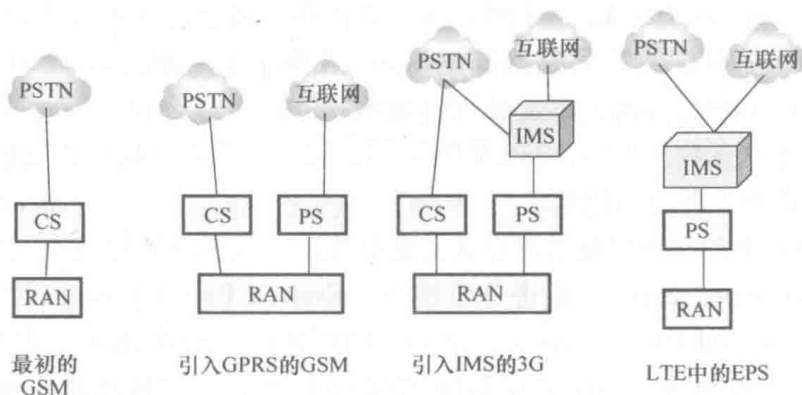 PSTN
CS
RAN
最初的
GSM
PSTN
互联网
CS
PS
RAN
引入GPRS的GSM
PSTN
互联网
IMS
CS
PS
RAN
引入IMS的3G
PSTN
互联网
IMS
PS
RAN
LTE中的EPS